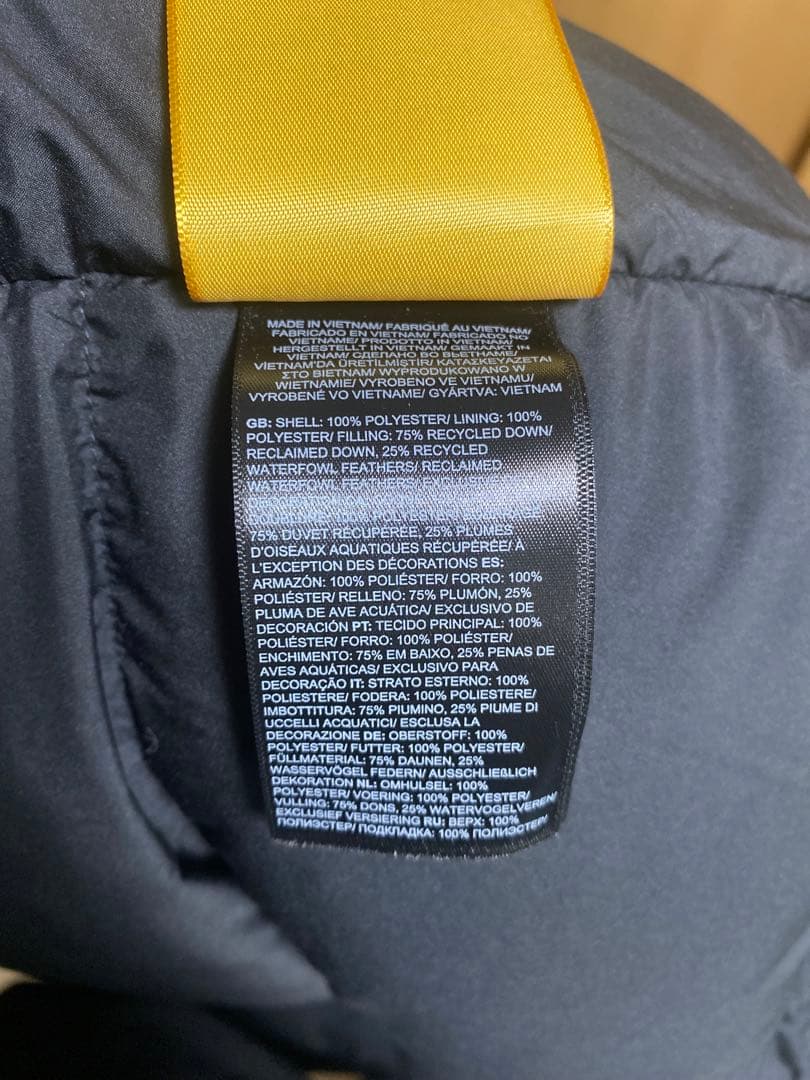 MADE IN VIETNAM/ FABRIQUÉ AU VIETNAM/
FABRICADO EN VIETNAM/ FABRICADO NO
VIETNAME/ PRODOTTO IN VIETNAM/
HERGESTELLT IN VIETNAM/ GEMAAKT IN
VIETNAM/ СДЕЛАНО ВО ВЬЕТНАМЕ/
VİETNAM'DA ÜRETİLMİŞTİR/ ΚΑΤΑΣΚΕΥΑΖΕΤΑΙ
ΣΤΟ ΒΙΕΤΝΑΜ/ WYPRODUKOWANO W
WIETNAMIE/ VYROBENO VE VIETNAMU/
VYROBENÉ VO VIETNAME/ GYÁRTVA: VIETNAM
GB: SHELL: 100% POLYESTER/ LINING: 100%
POLYESTER/ FILLING: 75% RECYCLED DOWN/
RECLAIMED DOWN, 25% RECYCLED
WATERFOWL FEATHERS/ RECLAIMED
WATERFOWL FEATHERS/
75% DUVET RÉCUPÉRÉE, 25% PLUMES
D'OISEAUX AQUATIQUES RÉCUPÉRÉE/ À
L'EXCEPTION DES DÉCORATIONS ES:
ARMAZÓN: 100% POLIÉSTER/ FORRO: 100%
POLIÉSTER/ RELLENO: 75% PLUMÓN, 25%
PLUMA DE AVE ACUÁTICA/ EXCLUSIVO DE
DECORACIÓN PT: TECIDO PRINCIPAL: 100%
POLIÉSTER/ FORRO: 100% POLIÉSTER/
ENCHIMENTO: 75% EM BAIXO, 25% PENAS DE
AVES AQUÁTICAS/ EXCLUSIVO PARA
DECORAÇÃO IT: STRATO ESTERNO: 100%
POLIESTERE/ FODERA: 100% POLIESTERE/
IMBOTTITURA: 75% PIUMINO, 25% PIUME DI
UCCELLI ACQUATICI/ ESCLUSA LA
DECORAZIONE DE: OBERSTOFF: 100%
POLYESTER/ FUTTER: 100% POLYESTER/
FÜLLMATERIAL: 75% DAUNEN, 25%
WASSERVÖGEL FEDERN/ AUSSCHLIEßLICH
DEKORATION NL: OMHULSEL: 100%
POLYESTER/ VOERING: 100% POLYESTER/
VULLING: 75% DONS, 25% WATERVOGELVEREN/
EXCLUSIEF VERSIERING RU: ВЕРХ: 100%
ПОЛИЭСТЕР/ ПОДКЛАДКА: 100% ПОЛИЭСТЕР/